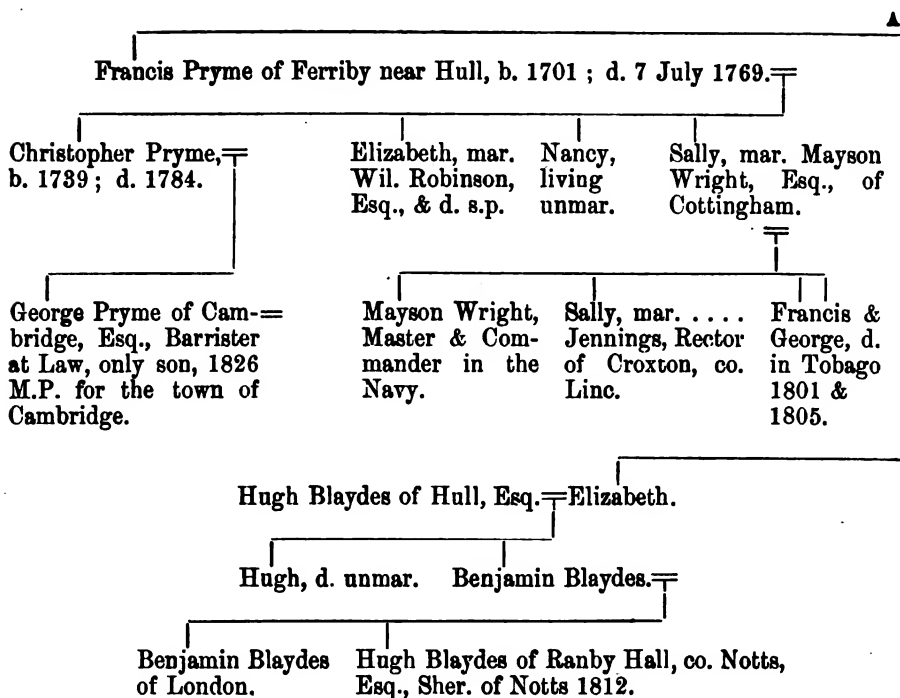 A
Francis Pryme of Ferriby near Hull, b. 1701 ; d. 7 July 1769.
Christopher Pryme,
b. 1739 ; d. 1784.
Elizabeth, mar.
Wil. Robinson,
Esq., & d. s.p.
Nancy,
living
unmar.
Sally, mar. Mayson
Wright, Esq., of
Cottingham.
George Pryme of Cam-
bridge, Esq., Barrister
at Law, only son, 1826
M.P. for the town of
Cambridge.
Mayson Wright,
Master & Com-
mander in the
Navy.
Sally, mar. . . . . .
Jennings, Rector
of Croxton, co.
Linc.
Francis &
George, d.
in Tobago
1801 &
1805.
Hugh Blaydes of Hull, Esq.=Elizabeth.
Hugh, d. unmar.
Benjamin Blaydes.
Benjamin Blaydes
of London.
Hugh Blaydes of Ranby Hall, co. Notts,
Esq., Sher. of Notts 1812.